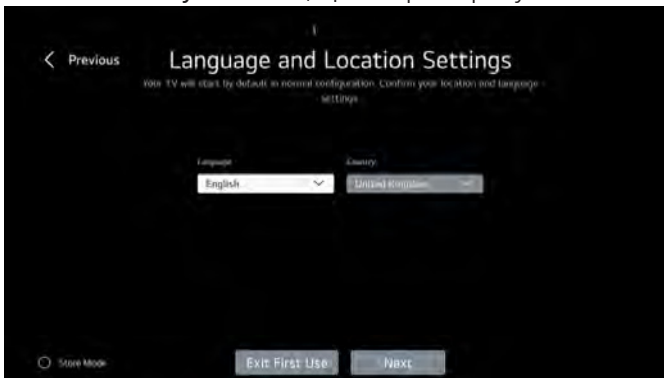 Previous
Language and Location Settings
Your TV will start by default in normal configuration. Confirm your location and language
settings
Language
Country
English
United Kingdom
Store Mode
Exit First Use
Next